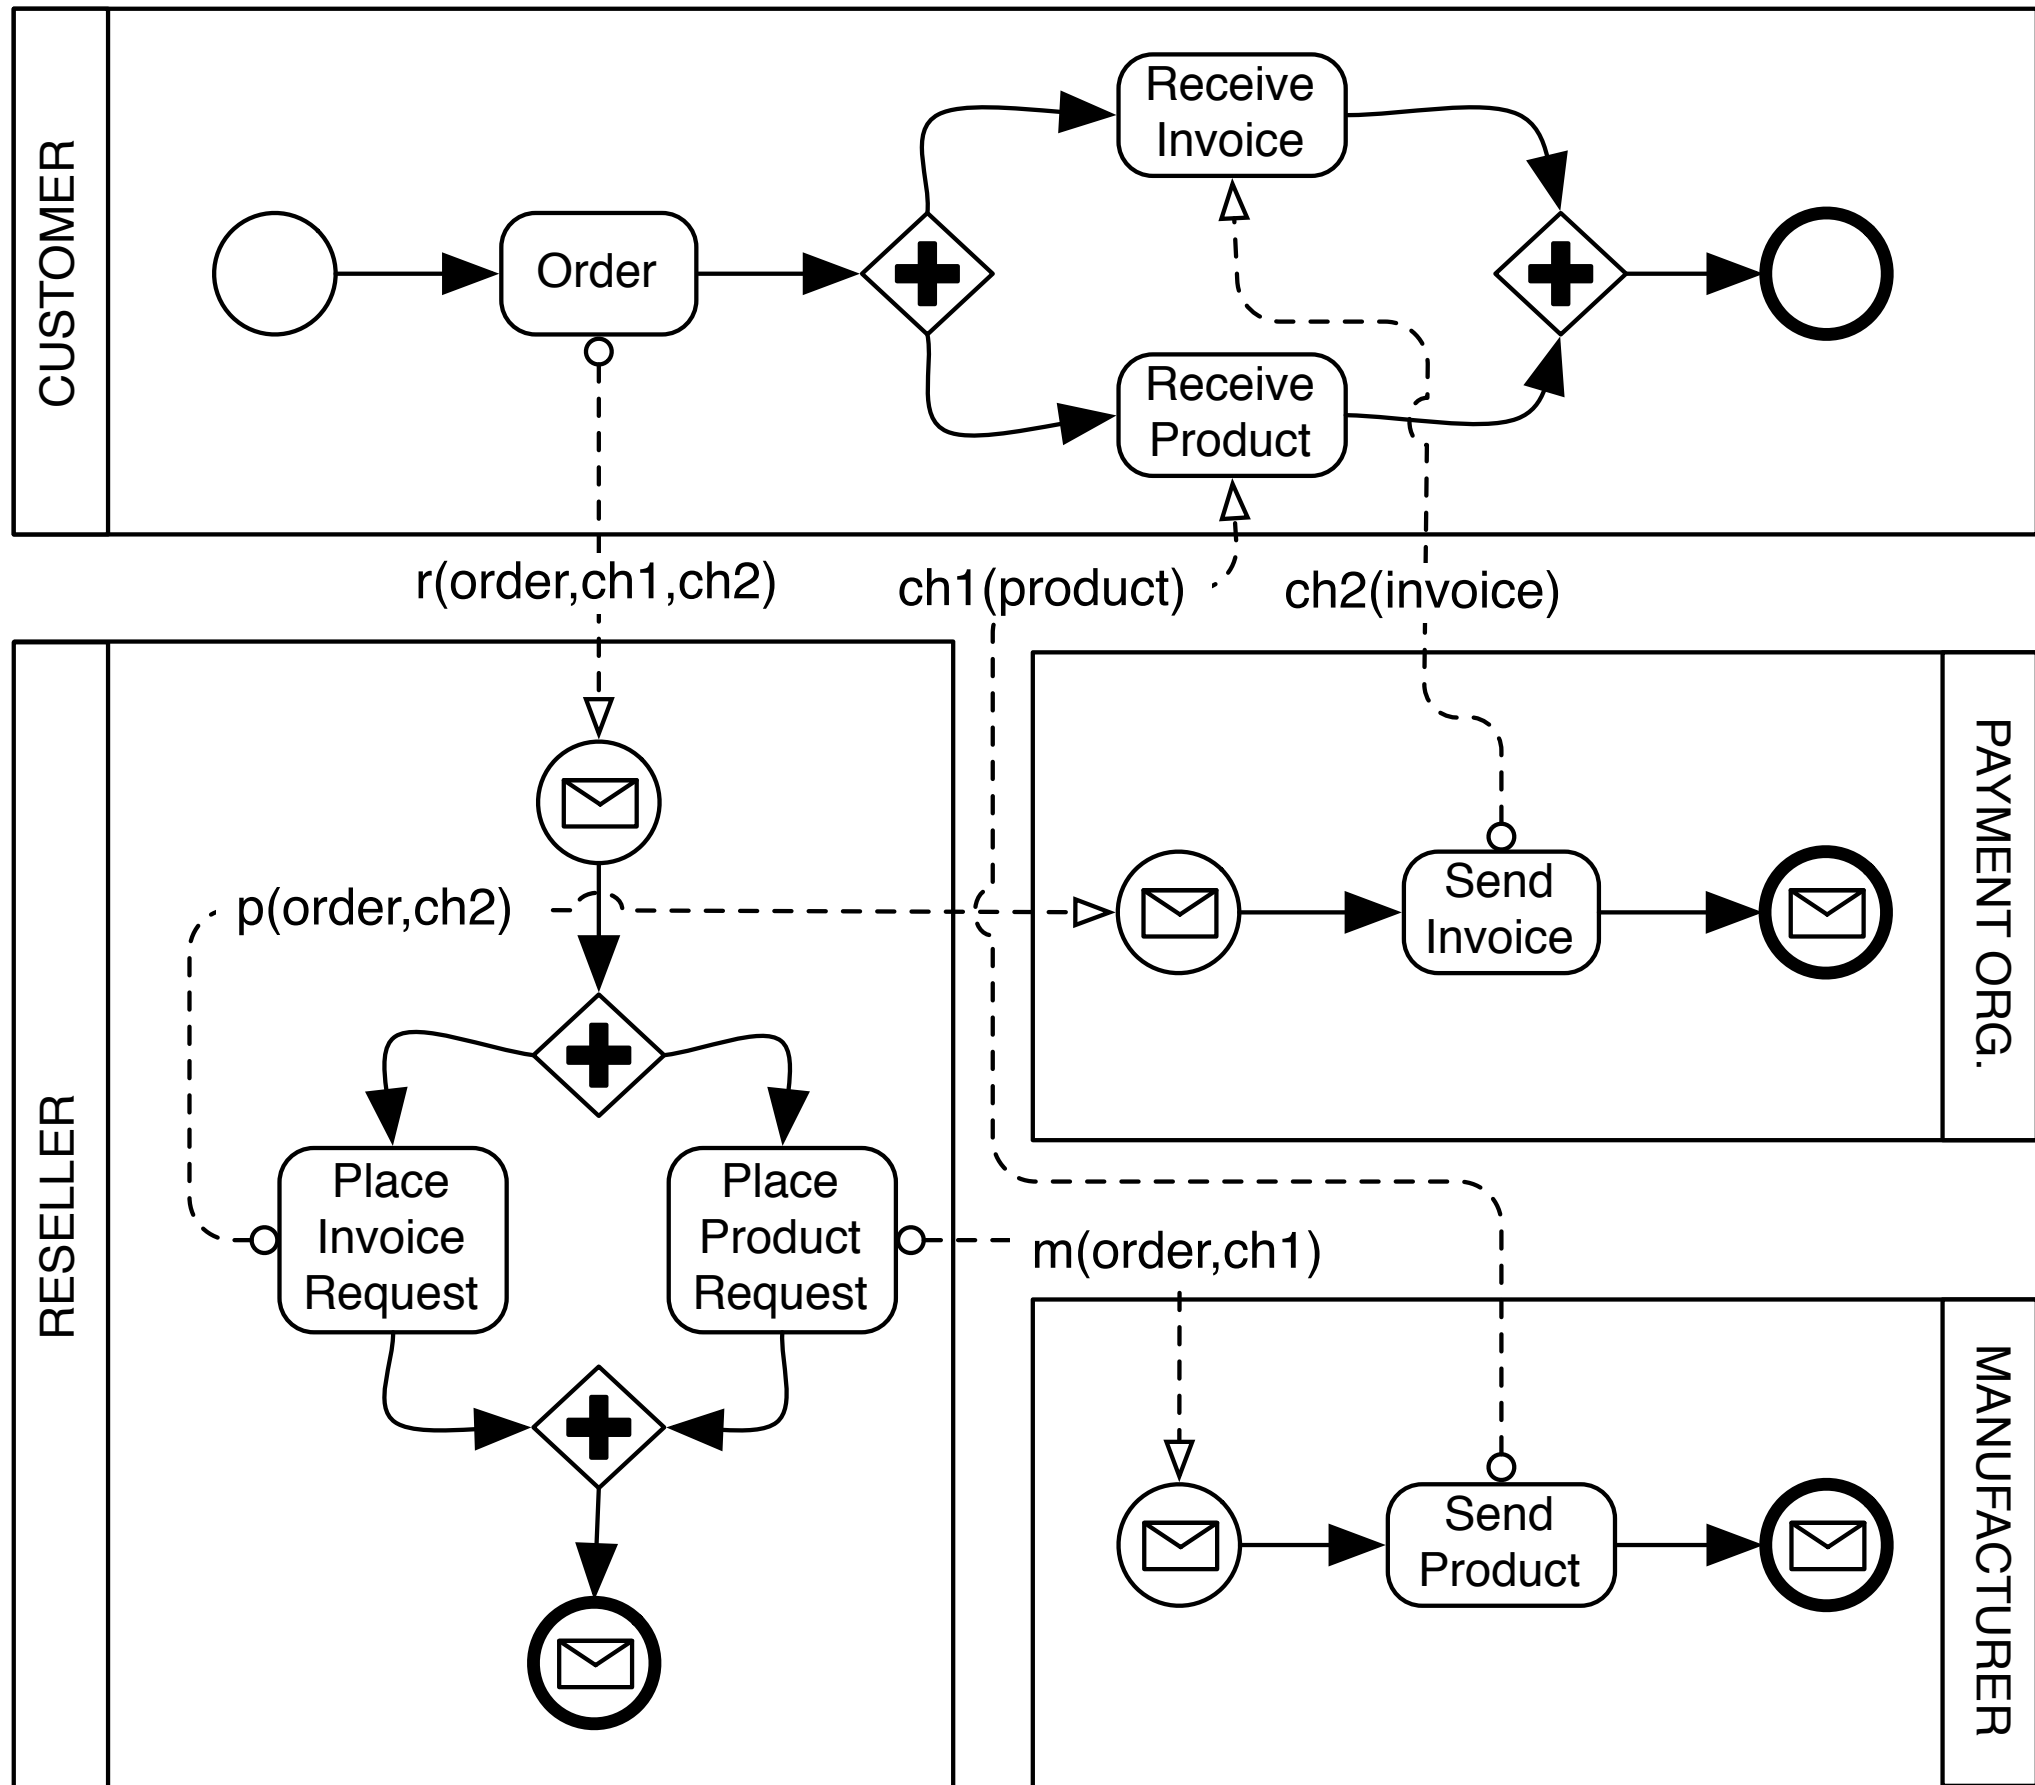 CUSTOMER
Order
Receive
Invoice
Receive
Product
r(order,ch1,ch2)
ch1(product)
ch2(invoice)
RESELLER
p(order,ch2)
Place
Invoice
Request
Place
Product
Request
PAYMENT ORG.
Send
Invoice
m(order,ch1)
MANUFACTURER
Send
Product